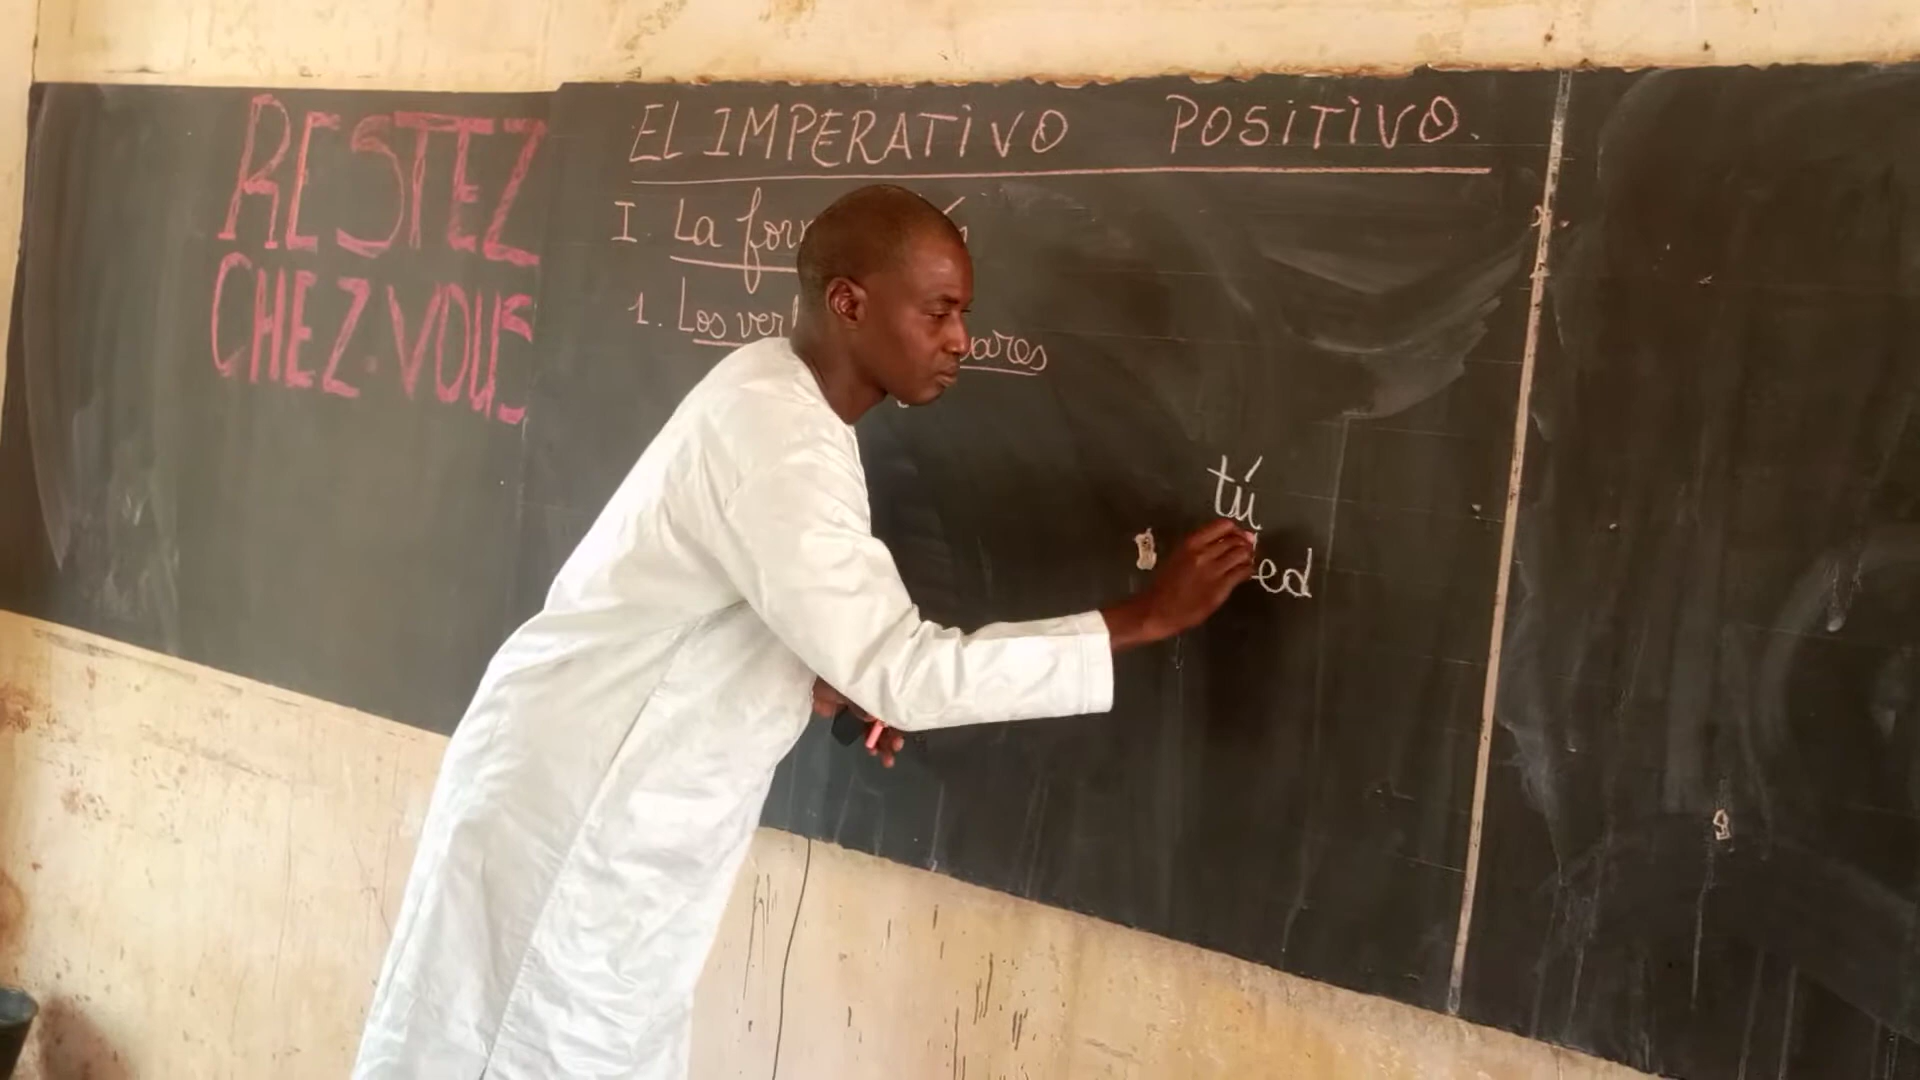 RESTEZ
CHEZ-VOUS
EL IMPERATIVO POSITIVO.
I. La
1. Los
tú